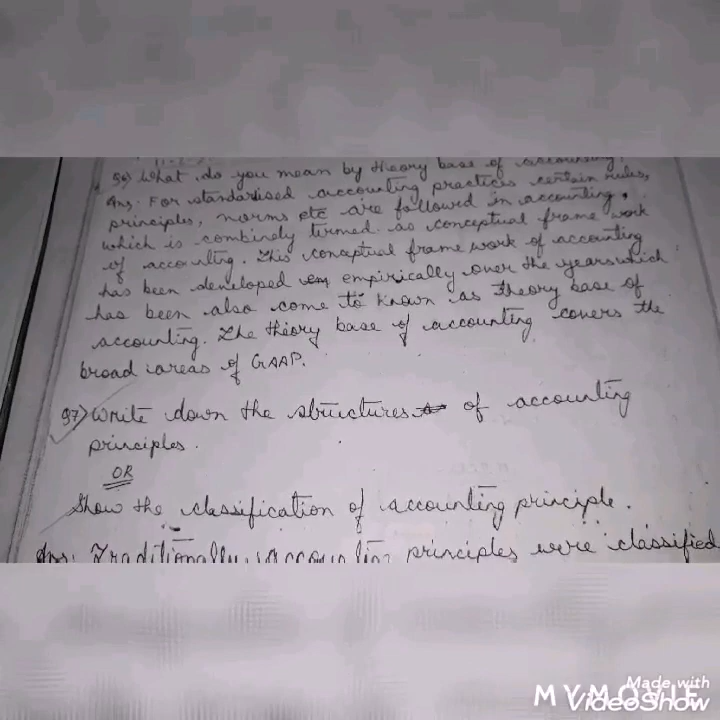 96) What do you mean by theory base of accounting.
Ans. For standarised accounting practices certain rules,
principles, norms etc are followed in accounting,
which is combinely termed as conceptual frame work
of accounting. This conceptual frame work of accounting
has been developed empirically over the years which
has been also come to known as theory base of
accounting. The theory base of accounting covers the
broad areas of GAAP.
97) Write down the structures of accounting
principles.
OR
Show the classification of accounting principle.
Ans: Traditionally, accounting principles were classified
Made with
MY MOVIE
VideoShow